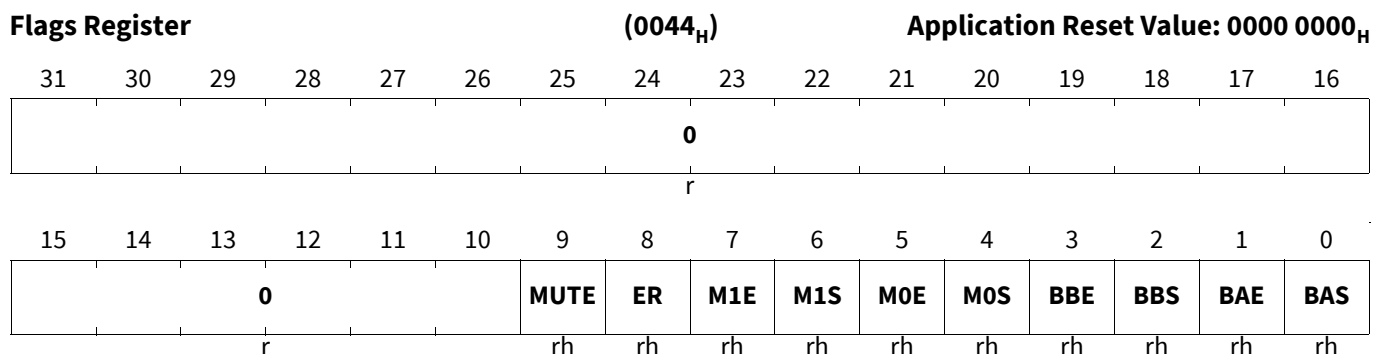 Flags Register (0044H) Application Reset Value: 0000 0000H
31 30 29 28 27 26 25 24 23 22 21 20 19 18 17 16
0
r
15 14 13 12 11 10 9 8 7 6 5 4 3 2 1 0
0 MUTE ER M1E M1S M0E M0S BBE BBS BAE BAS
r rh rh rh rh rh rh rh rh rh rh